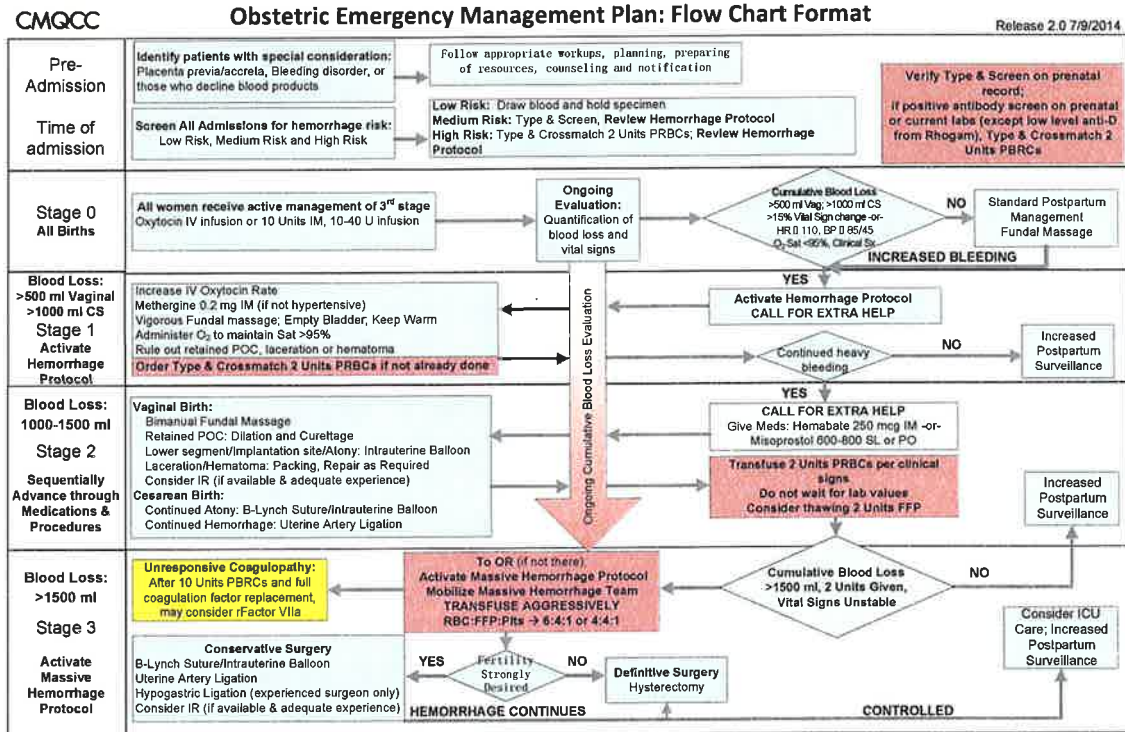 CMQCC
Obstetric Emergency Management Plan: Flow Chart Format
Release 2.0 7/9/2014
Pre-
Admission
Identify patients with special consideration:
Placenta previa/accreta, Bleeding disorder, or
those who decline blood products
Follow appropriate workups, planning, preparing
of resources, counseling and notification
Time of
admission
Screen All Admissions for hemorrhage risk:
Low Risk, Medium Risk and High Risk
Low Risk: Draw blood and hold specimen
Medium Risk: Type & Screen, Review Hemorrhage Protocol
High Risk: Type & Crossmatch 2 Units PRBCs; Review Hemorrhage
Protocol
Verify Type & Screen on prenatal
record;
if positive antibody screen on prenatal
or current labs (except low level anti-D
from Rhogam), Type & Crossmatch 2
Units PBRCs
Stage 0
All Births
All women receive active management of 3rd stage
Oxytocin IV infusion or 10 Units IM, 10-40 U infusion
Ongoing
Evaluation:
Quantification of
blood loss and
vital signs
Cumulative Blood Loss
>500 ml Vag; >1000 ml CS
>15% Vital Sign change -or-
HR 110, BP 85/45
O2 Sat <95%, Clinical Sx
NO
Standard Postpartum
Management
Fundal Massage
INCREASED BLEEDING
YES
Blood Loss:
>500 ml Vaginal
>1000 ml CS
Stage 1
Activate
Hemorrhage
Protocol
Increase IV Oxytocin Rate
Methergine 0.2 mg IM (if not hypertensive)
Vigorous Fundal massage; Empty Bladder; Keep Warm
Administer O2 to maintain Sat >95%
Rule out retained POC, laceration or hematoma
Order Type & Crossmatch 2 Units PRBCs if not already done
Ongoing Cumulative Blood Loss Evaluation
Activate Hemorrhage Protocol
CALL FOR EXTRA HELP
Continued heavy
bleeding
NO
Increased
Postpartum
Surveillance
YES
Blood Loss:
1000-1500 ml
Stage 2
Sequentially
Advance through
Medications &
Procedures
Vaginal Birth:
Bimanual Fundal Massage
Retained POC: Dilation and Curettage
Lower segment/Implantation site/Atony: Intrauterine Balloon
Laceration/Hematoma: Packing, Repair as Required
Consider IR (if available & adequate experience)
Cesarean Birth:
Continued Atony: B-Lynch Suture/Intrauterine Balloon
Continued Hemorrhage: Uterine Artery Ligation
CALL FOR EXTRA HELP
Give Meds: Hemabate 250 mcg IM -or-
Misoprostol 600-800 SL or PO
Transfuse 2 Units PRBCs per clinical
signs
Do not wait for lab values
Consider thawing 2 Units FFP
Increased
Postpartum
Surveillance
Blood Loss:
>1500 ml
Stage 3
Activate
Massive
Hemorrhage
Protocol
Unresponsive Coagulopathy:
After 10 Units PBRCs and full
coagulation factor replacement,
may consider rFactor VIIa
To OR (if not there);
Activate Massive Hemorrhage Protocol
Mobilize Massive Hemorrhage Team
TRANSFUSE AGGRESSIVELY
RBC:FFP:Plts → 6:4:1 or 4:4:1
Cumulative Blood Loss
>1500 ml, 2 Units Given,
Vital Signs Unstable
NO
Consider ICU
Care; Increased
Postpartum
Surveillance
Conservative Surgery
B-Lynch Suture/Intrauterine Balloon
Uterine Artery Ligation
Hypogastric Ligation (experienced surgeon only)
Consider IR (if available & adequate experience)
YES
Fertility
Strongly
Desired
NO
Definitive Surgery
Hysterectomy
HEMORRHAGE CONTINUES
CONTROLLED